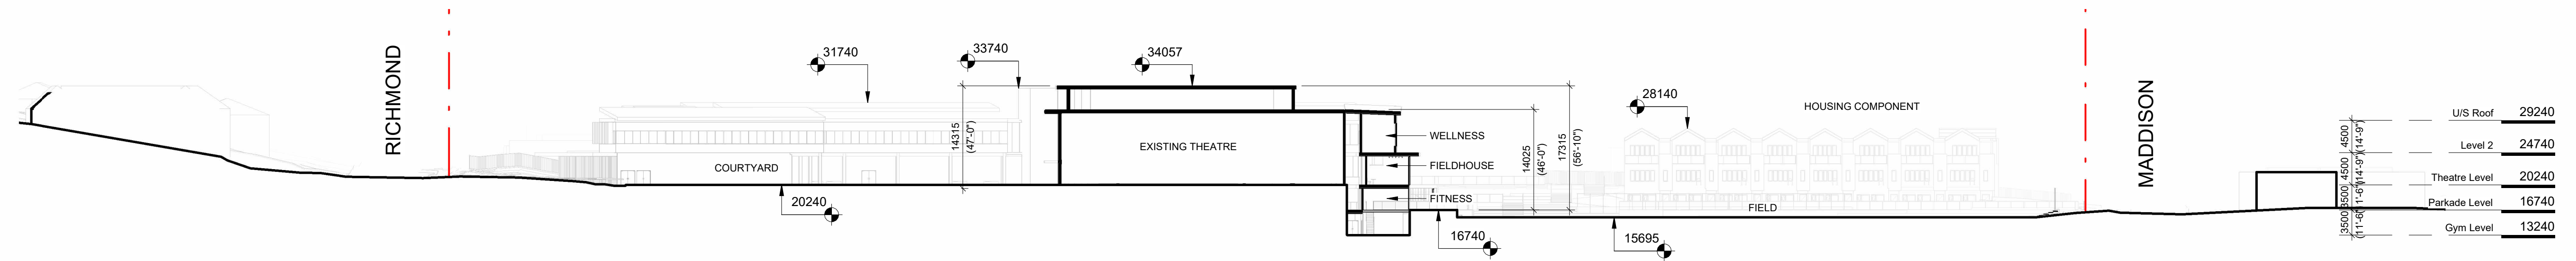 RICHMOND
31740
33740
34057
14315
(47'-0")
COURTYARD
20240
EXISTING THEATRE
WELLNESS
FIELDHOUSE
FITNESS
16740
14025
(46'-0")
17315
(56'-10")
28140
HOUSING COMPONENT
FIELD
15695
MADDISON
4500
(14'-9")
4500
(14'-9")
3500
(11'-6")
3500
(11'-6")
U/S Roof 29240
Level 2 24740
Theatre Level 20240
Parkade Level 16740
Gym Level 13240